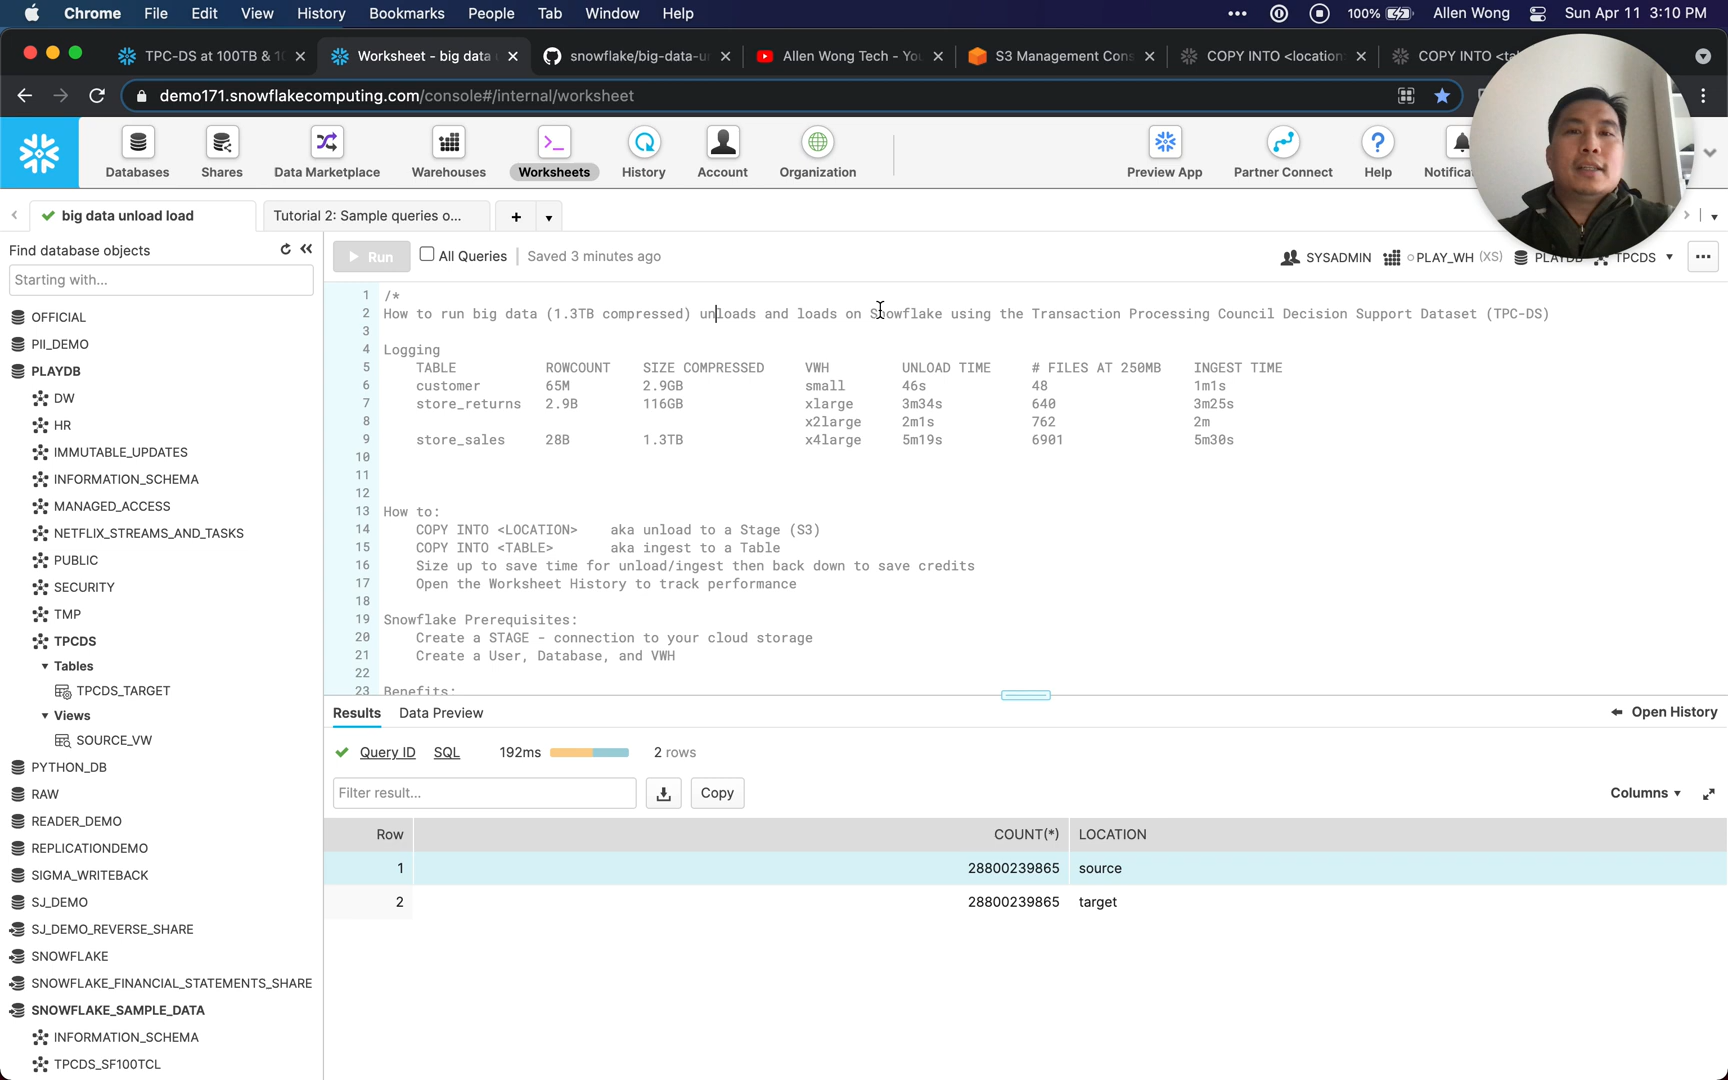 Chrome File Edit View History Bookmarks People Tab Window Help ••• 100% Allen Wong Sun Apr 11 3:10 PM
TPC-DS at 100TB & 1 Worksheet - big data snowflake/big-data-u Allen Wong Tech - Yo S3 Management Con COPY INTO <location COPY INTO <ta
demo171.snowflakecomputing.com/console#/internal/worksheet
Databases Shares Data Marketplace Warehouses Worksheets History Account Organization Preview App Partner Connect Help Notifica
big data unload load Tutorial 2: Sample queries o... +
Find database objects
Starting with...
OFFICIAL
PII_DEMO
PLAYDB
DW
HR
IMMUTABLE_UPDATES
INFORMATION_SCHEMA
MANAGED_ACCESS
NETFLIX_STREAMS_AND_TASKS
PUBLIC
SECURITY
TMP
TPCDS
Tables
TPCDS_TARGET
Views
SOURCE_VW
PYTHON_DB
RAW
READER_DEMO
REPLICATIONDEMO
SIGMA_WRITEBACK
SJ_DEMO
SJ_DEMO_REVERSE_SHARE
SNOWFLAKE
SNOWFLAKE_FINANCIAL_STATEMENTS_SHARE
SNOWFLAKE_SAMPLE_DATA
INFORMATION_SCHEMA
TPCDS_SF100TCL
Run All Queries Saved 3 minutes ago SYSADMIN PLAY_WH (XS) PLAYDB TPCDS ...
1 /*
2 How to run big data (1.3TB compressed) unloads and loads on Snowflake using the Transaction Processing Council Decision Support Dataset (TPC-DS)
3
4 Logging
5 TABLE ROWCOUNT SIZE COMPRESSED VWH UNLOAD TIME # FILES AT 250MB INGEST TIME
6 customer 65M 2.9GB small 46s 48 1m1s
7 store_returns 2.9B 116GB xlarge 3m34s 640 3m25s
8 x2large 2m1s 762 2m
9 store_sales 28B 1.3TB x4large 5m19s 6901 5m30s
10
11
12
13 How to:
14 COPY INTO <LOCATION> aka unload to a Stage (S3)
15 COPY INTO <TABLE> aka ingest to a Table
16 Size up to save time for unload/ingest then back down to save credits
17 Open the Worksheet History to track performance
18
19 Snowflake Prerequisites:
20 Create a STAGE - connection to your cloud storage
21 Create a User, Database, and VWH
22
23 Benefits:
Results Data Preview Open History
Query ID SQL 192ms 2 rows
Filter result... Copy Columns
Row COUNT(*) LOCATION
1 28800239865 source
2 28800239865 target